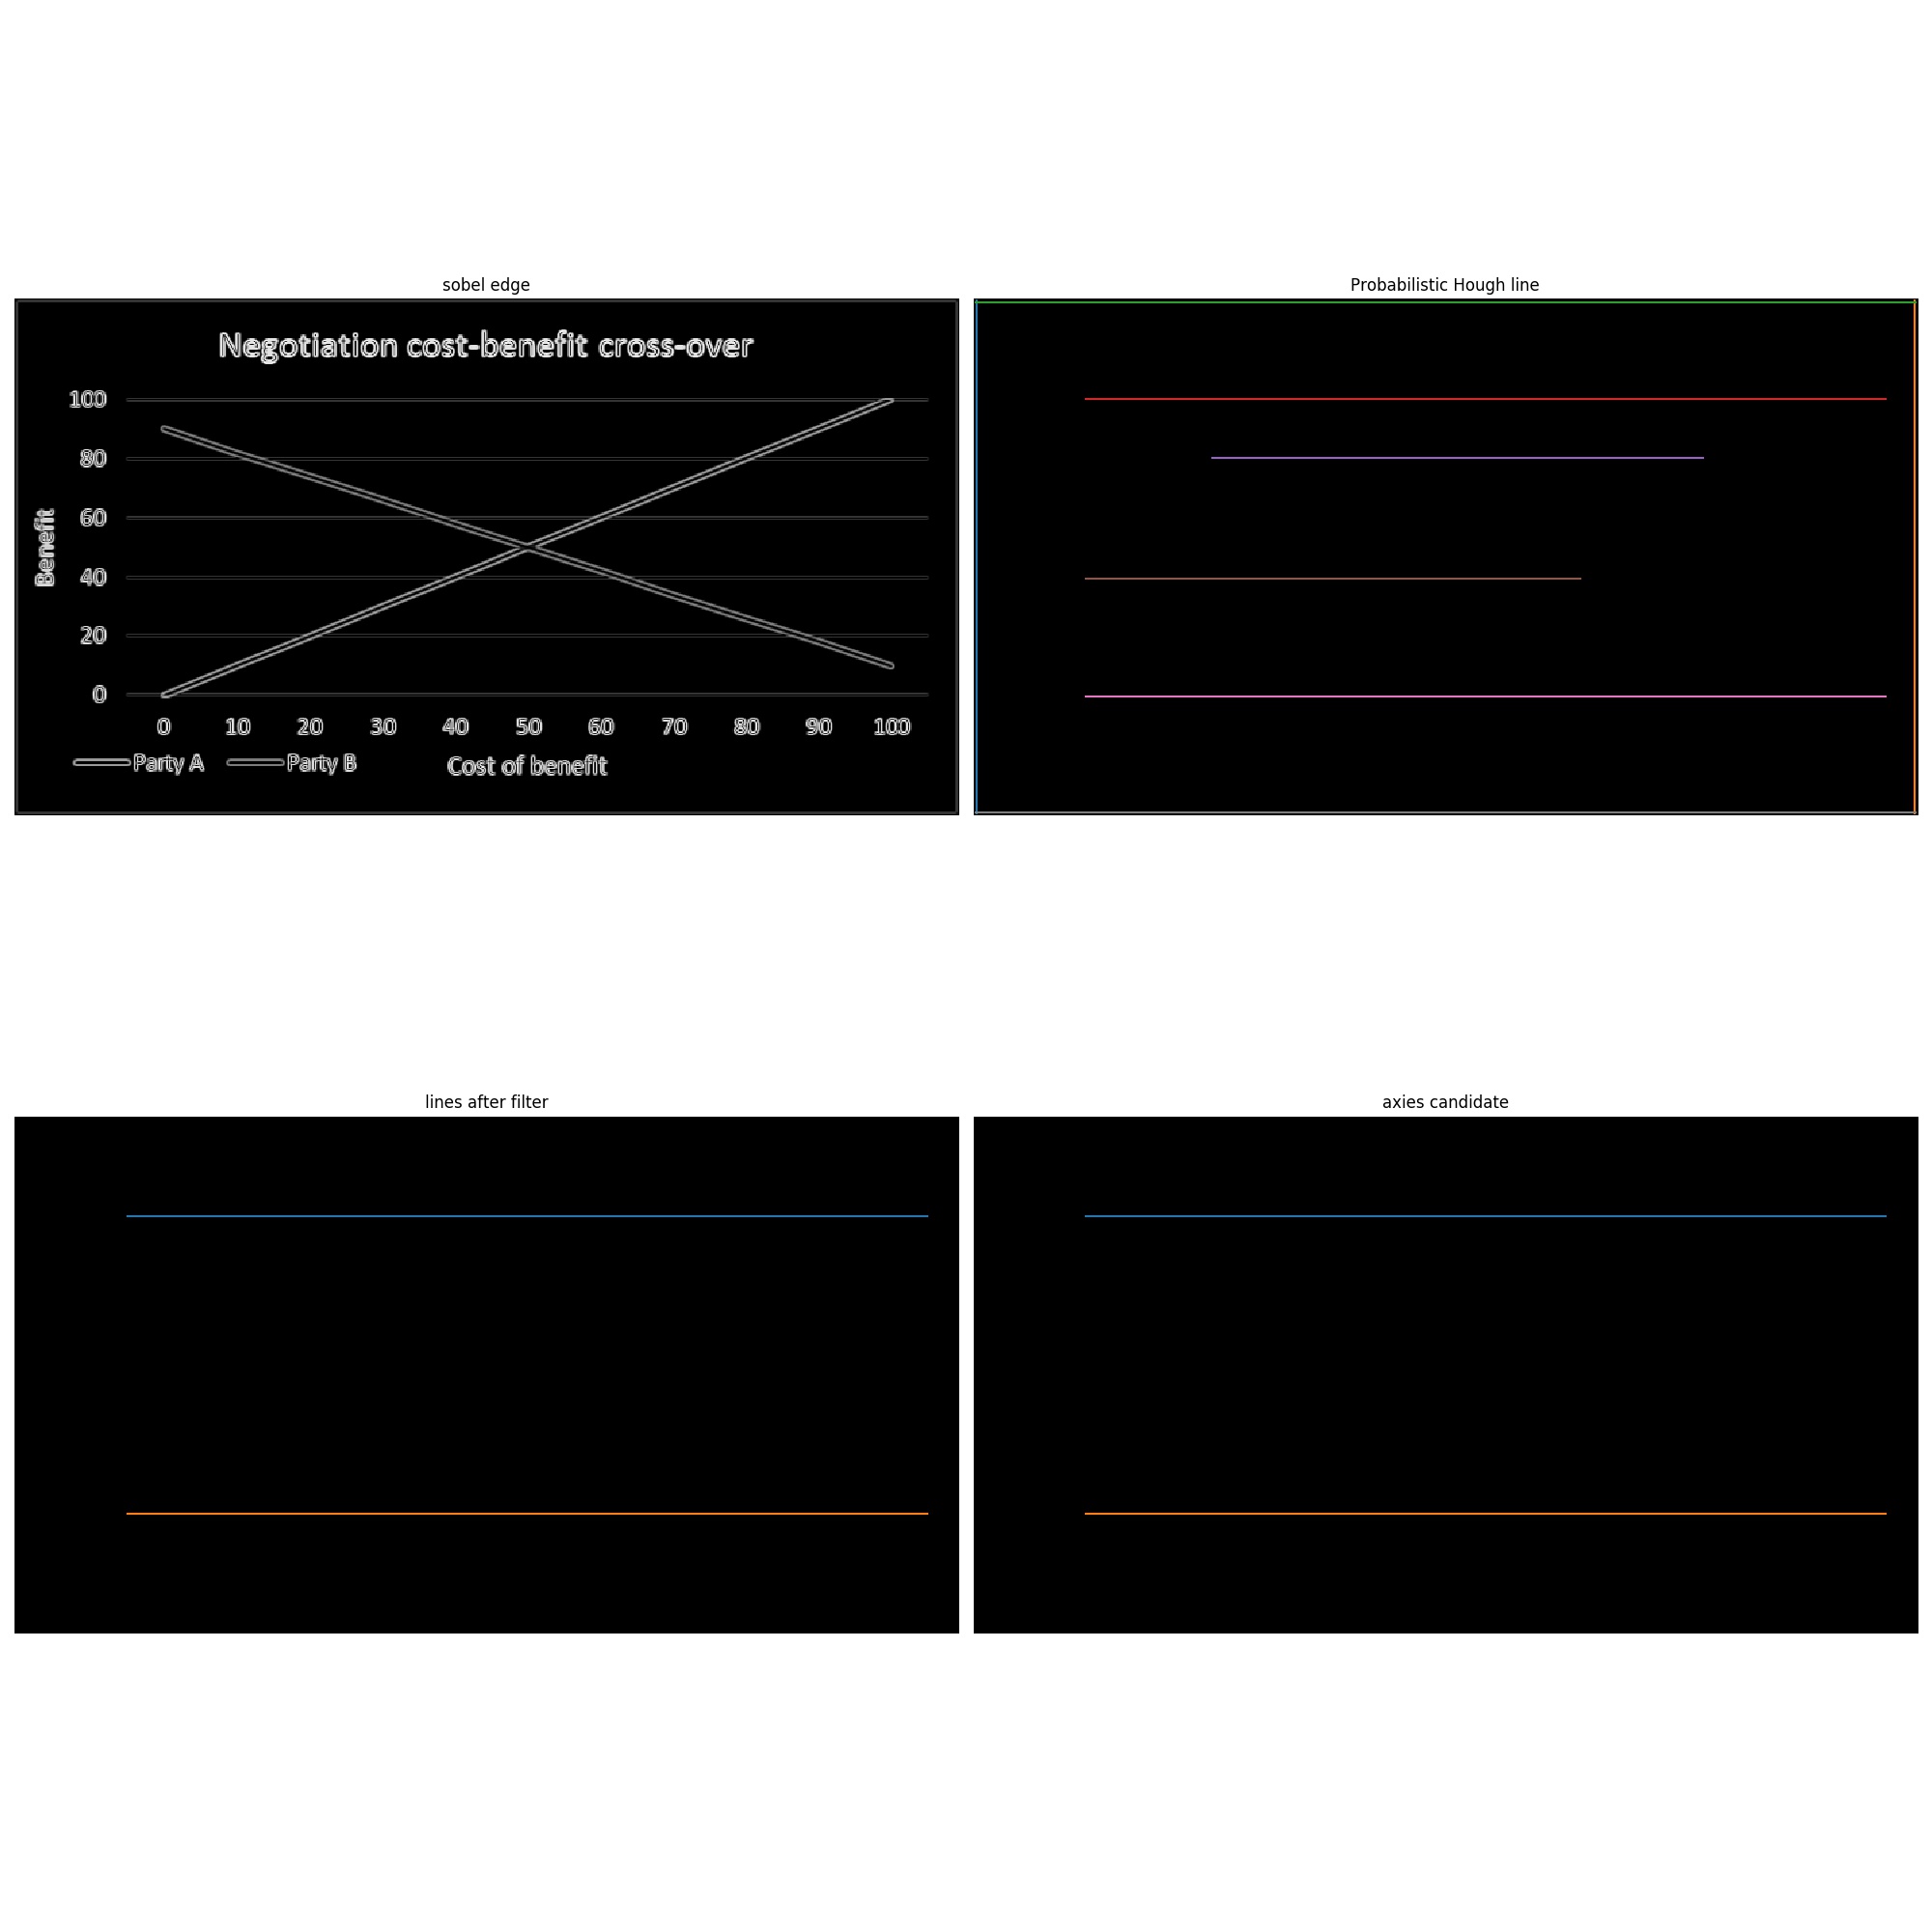 sobel edge
Probabilistic Hough line
Negotiation cost-benefit cross-over
100
80
60
40
20
0
Benefit
0 10 20 30 40 50 60 70 80 90 100
Party A Party B Cost of benefit
lines after filter
axies candidate